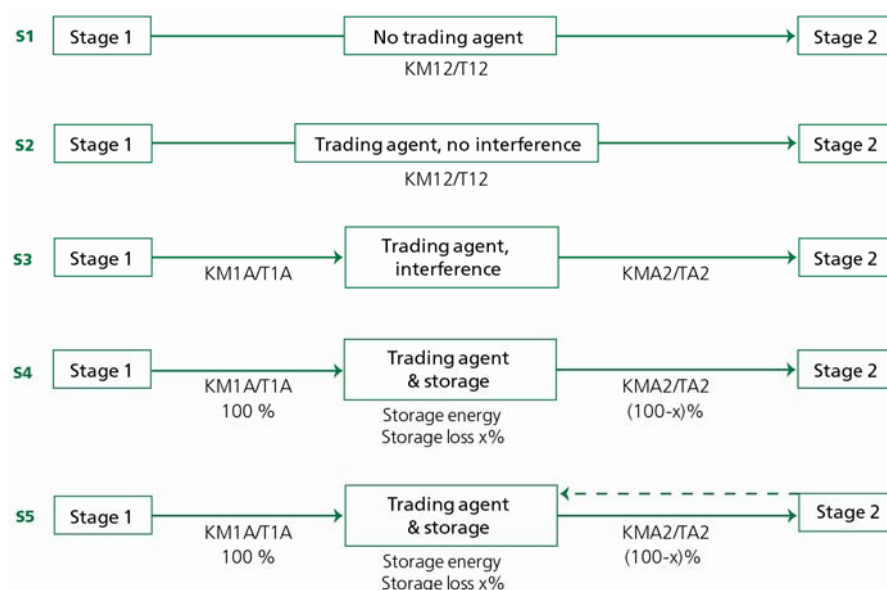 S1 Stage 1 No trading agent Stage 2
KM12/T12
S2 Stage 1 Trading agent, no interference Stage 2
KM12/T12
S3 Stage 1 Trading agent, interference Stage 2
KM1A/T1A KMA2/TA2
S4 Stage 1 Trading agent & storage Stage 2
KM1A/T1A KMA2/TA2
100 % (100-x)%
Storage energy
Storage loss x%
S5 Stage 1 Trading agent & storage Stage 2
KM1A/T1A KMA2/TA2
100 % (100-x)%
Storage energy
Storage loss x%